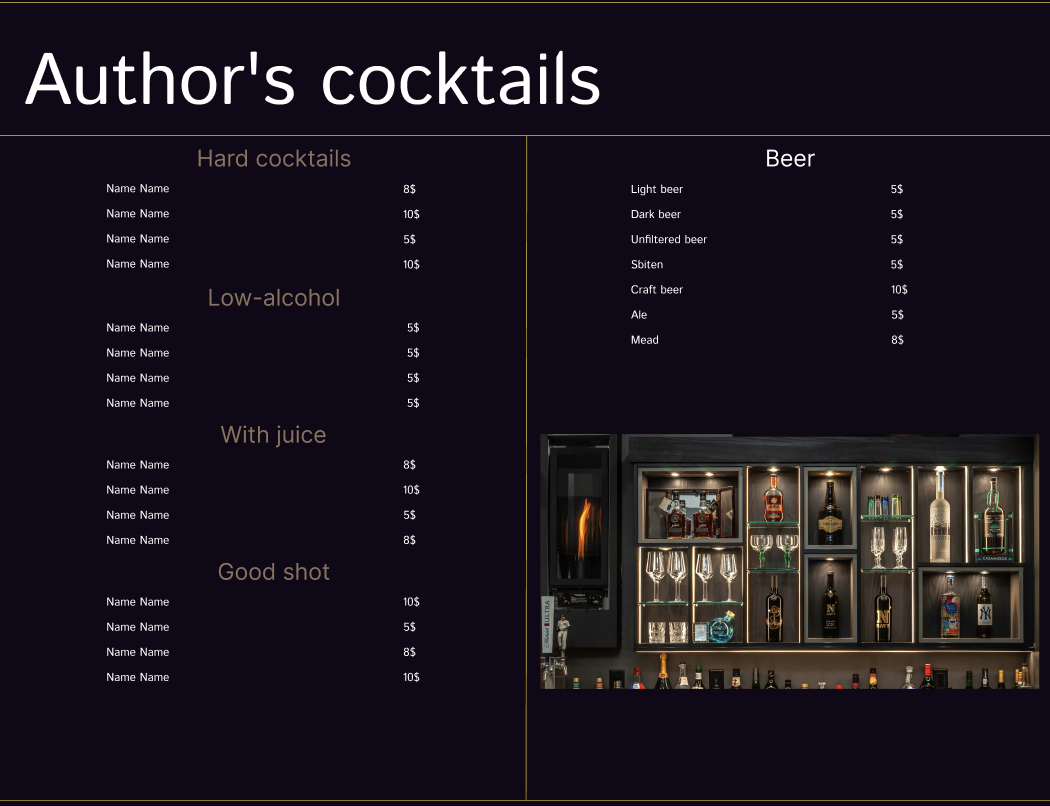 Author's cocktails
Hard cocktails
Name Name 8$
Name Name 10$
Name Name 5$
Name Name 10$
Low-alcohol
Name Name 5$
Name Name 5$
Name Name 5$
Name Name 5$
With juice
Name Name 8$
Name Name 10$
Name Name 5$
Name Name 8$
Good shot
Name Name 10$
Name Name 5$
Name Name 8$
Name Name 10$
Beer
Light beer 5$
Dark beer 5$
Unfiltered beer 5$
Sbiten 5$
Craft beer 10$
Ale 5$
Mead 8$
ULTRA